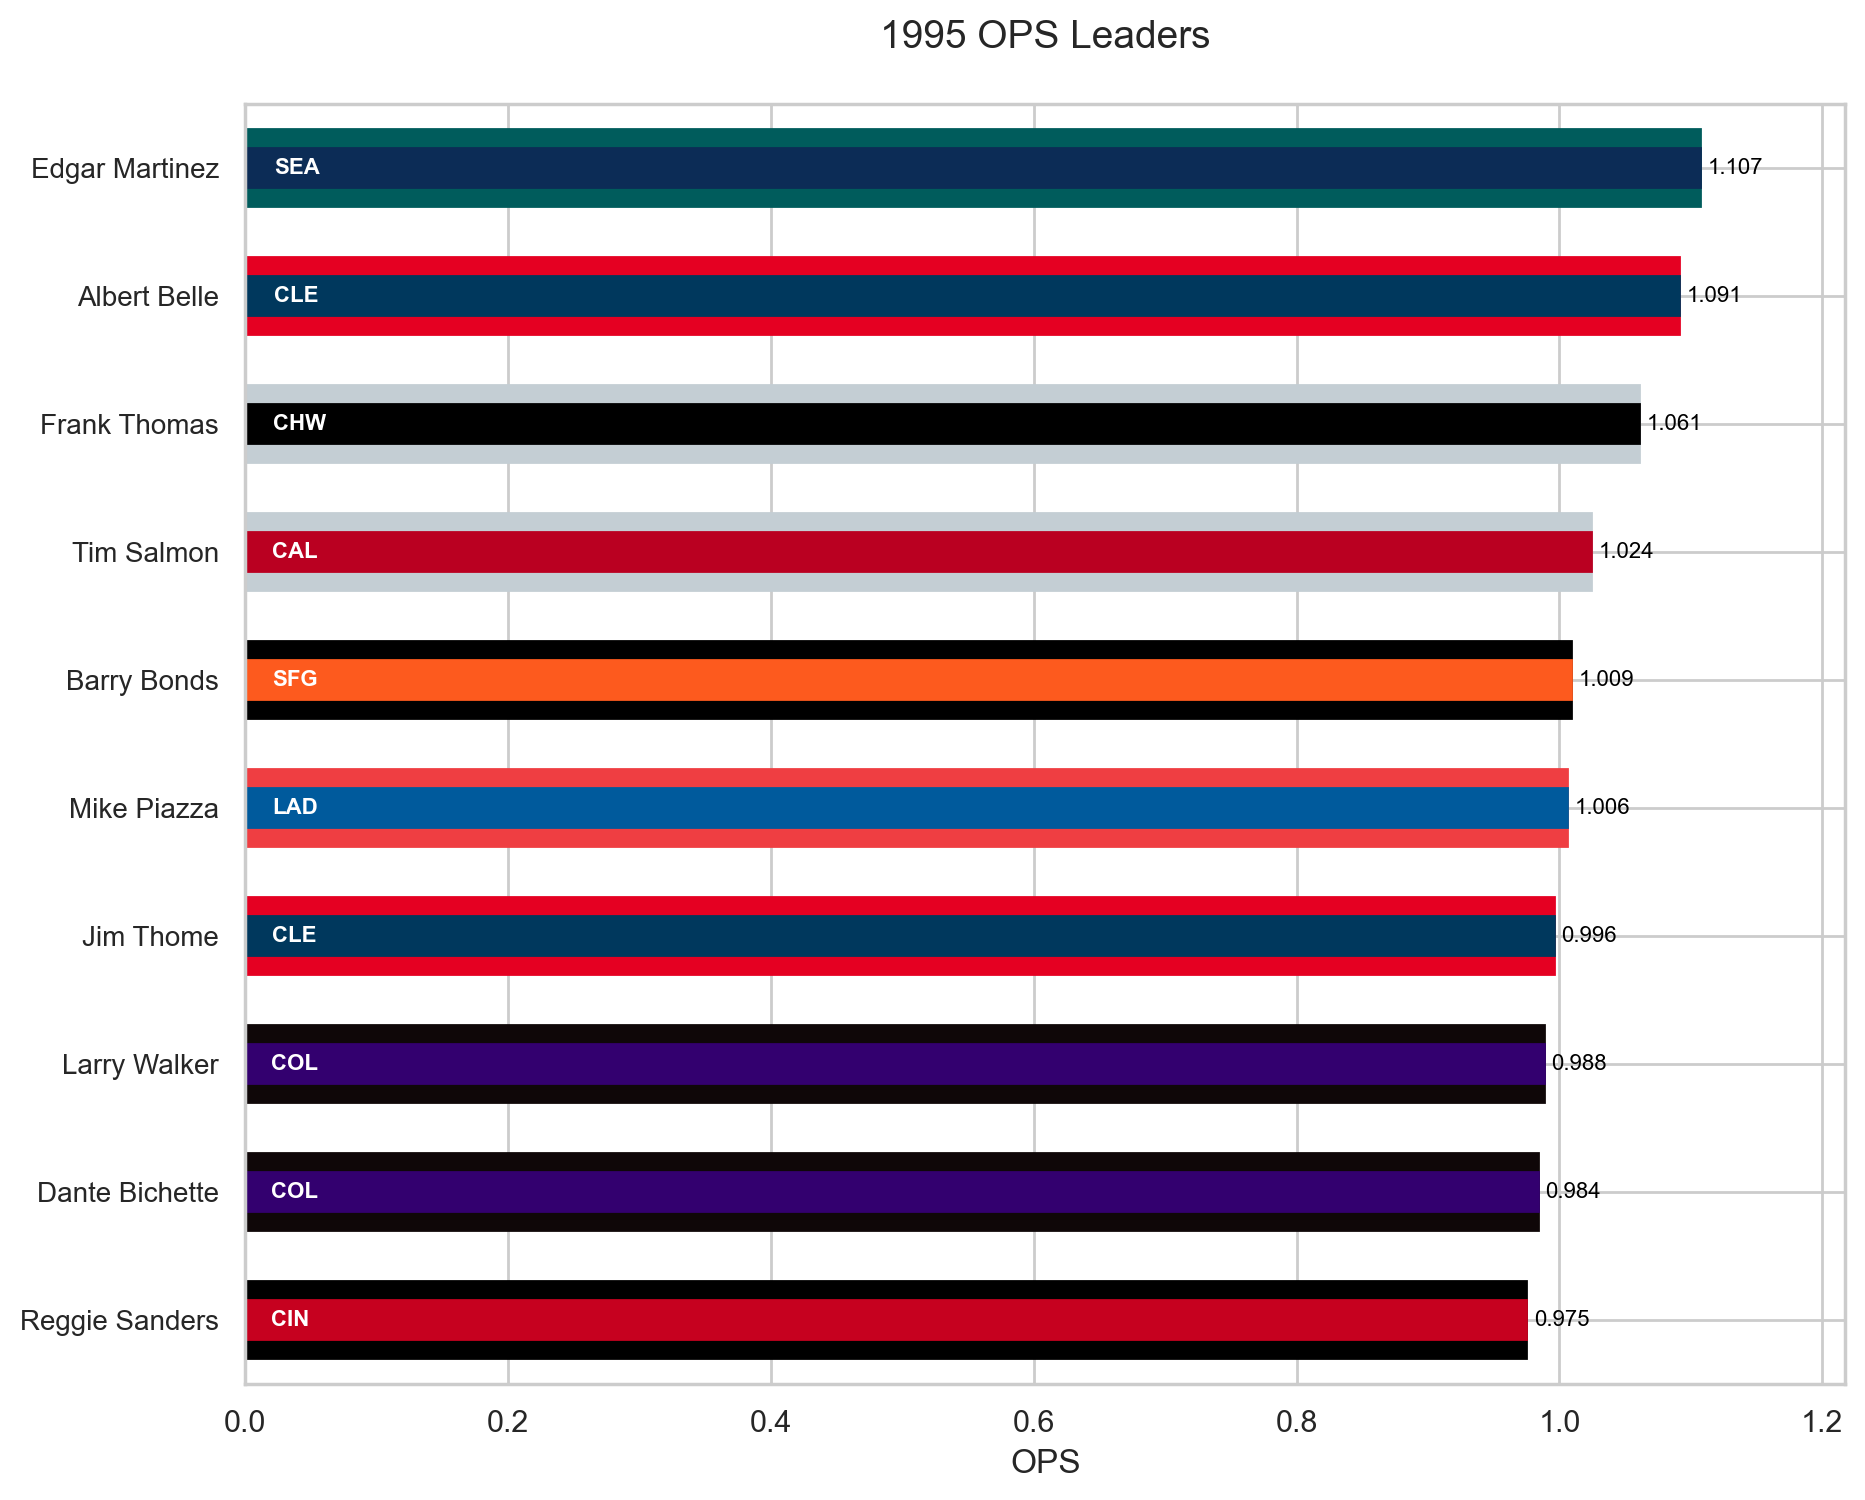 1995 OPS Leaders
Edgar Martinez SEA 1.107
Albert Belle CLE 1.091
Frank Thomas CHW 1.061
Tim Salmon CAL 1.024
Barry Bonds SFG 1.009
Mike Piazza LAD 1.006
Jim Thome CLE 0.996
Larry Walker COL 0.988
Dante Bichette COL 0.984
Reggie Sanders CIN 0.975
0.0 0.2 0.4 0.6 0.8 1.0 1.2
OPS